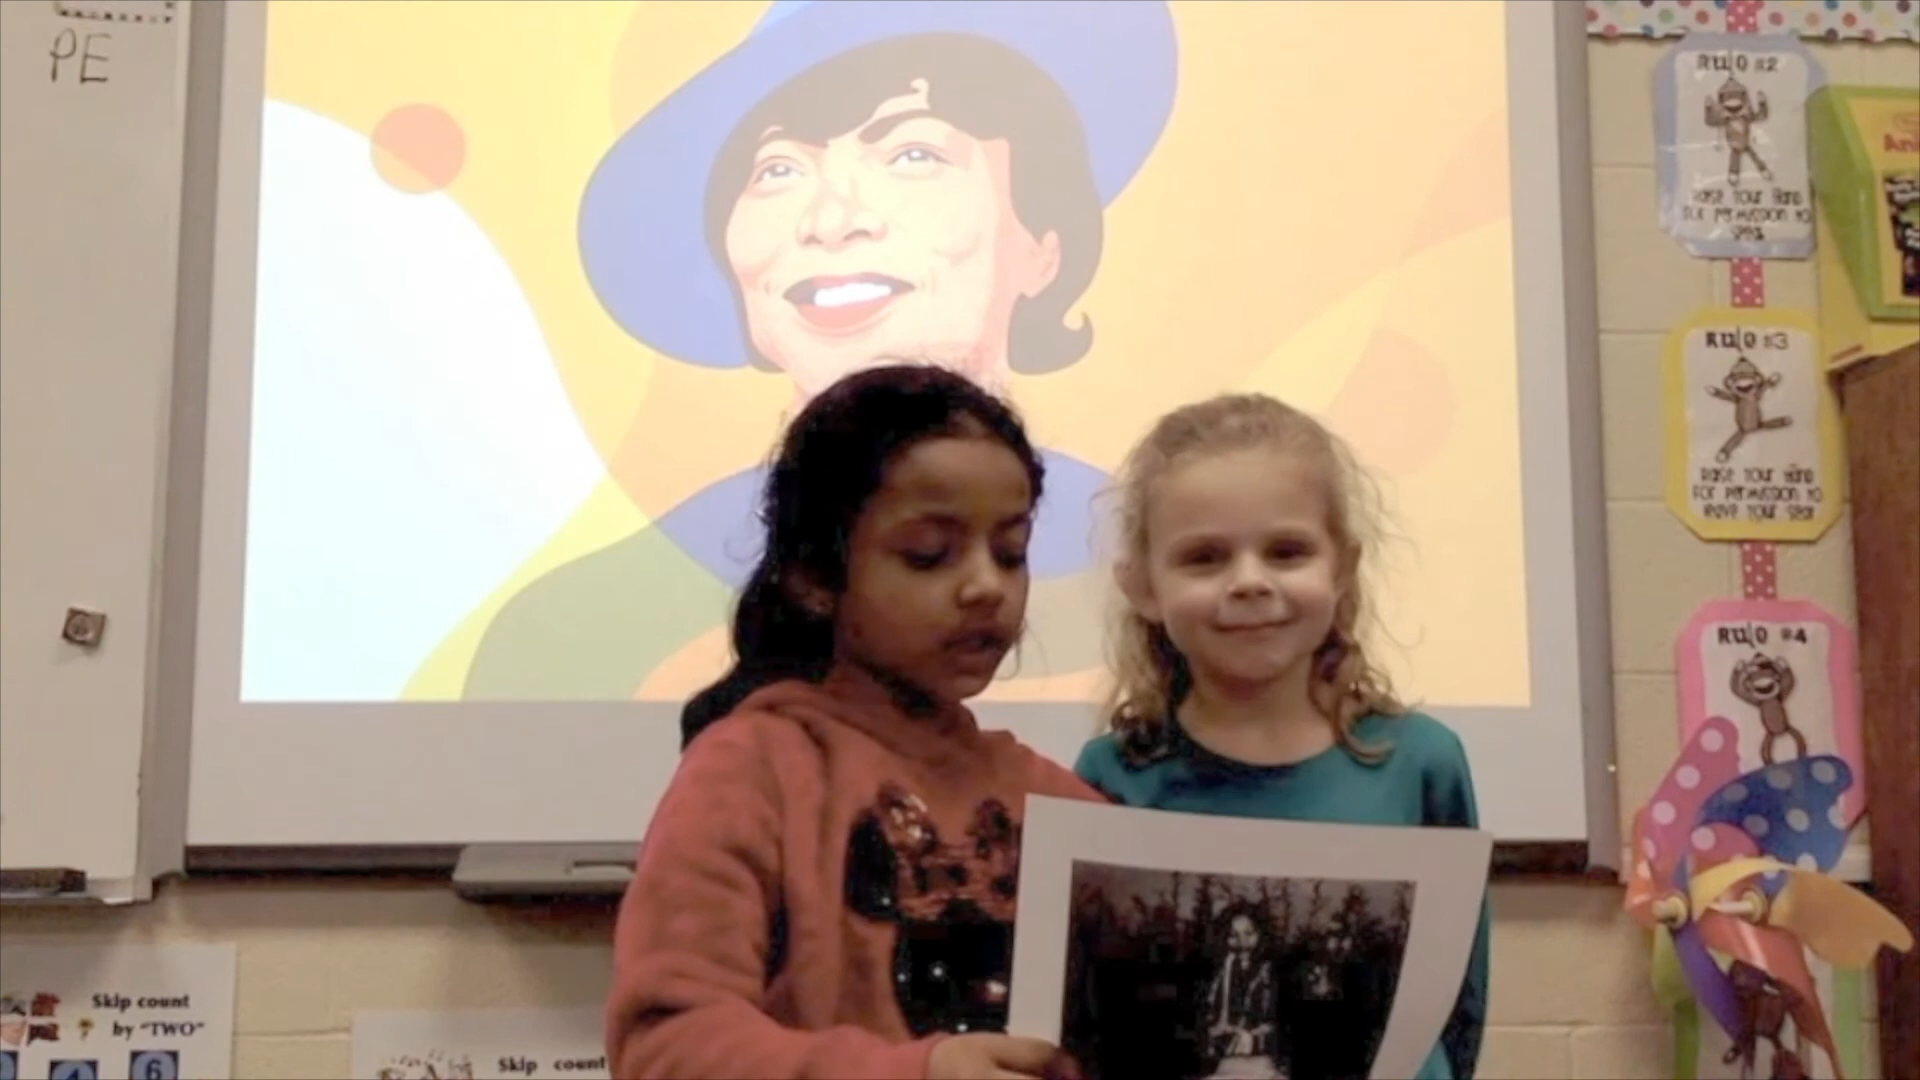 PE
Rule #2
Raise Your Hand
for Permission to
Rule #3
Raise Your Hand
for Permission to
leave Your Seat
Rule #4
Skip count
by "TWO"
4
6
Skip count